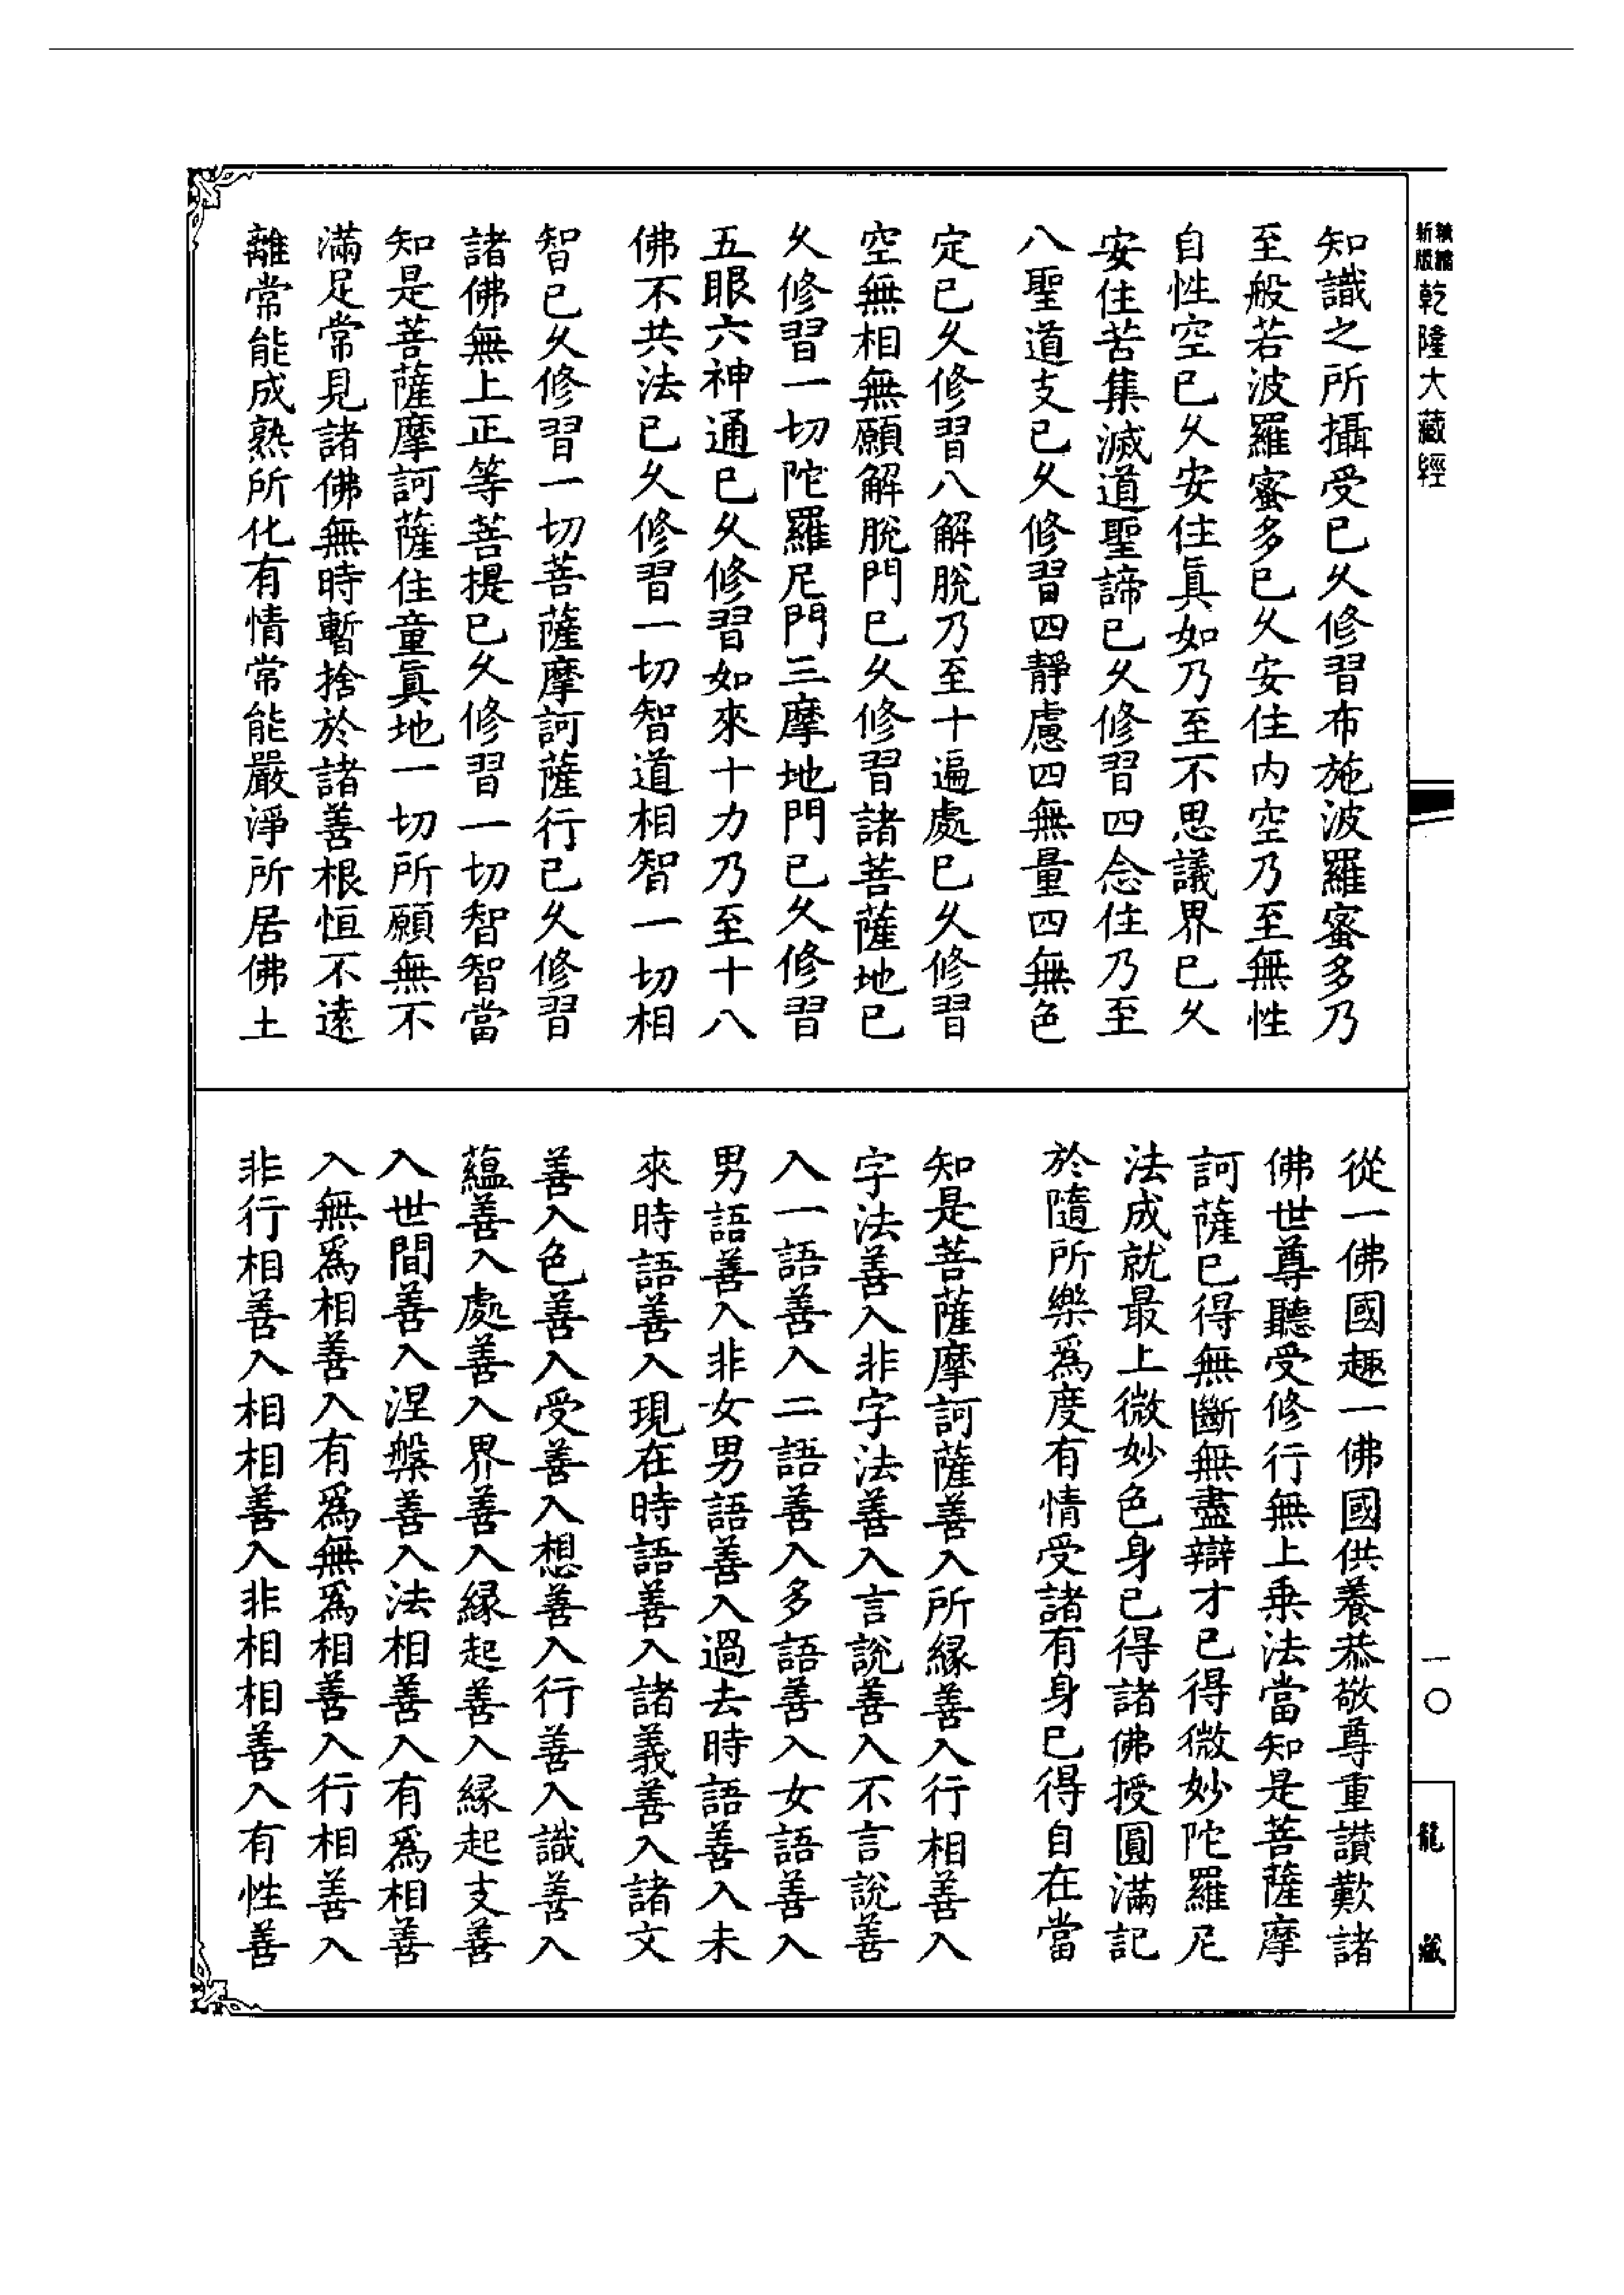 知識之所攝受已久修習布施波羅蜜多乃
至般若波羅蜜多已久安住內空乃至無性
自性空已久安住眞如乃至不思議界已久
安住苦集滅道聖諦已久修習四念住乃至
八聖道支已久修習四靜慮四無量四無色
定已久修習八解脫乃至十遍處已久修習
空無相無願解脫門已久修習諸菩薩地已
久修習一切陀羅尼門三摩地門已久修習
五眼六神通已久修習如來十力乃至十八
佛不共法已久修習一切智道相智一切相
智已久修習一切菩薩摩訶薩行已久修習
諸佛無上正等菩提已久修習一切智智當
知是菩薩摩訶薩住童眞地一切所願無不
滿足常見諸佛無時暫捨於諸善根恒不遠
離常能成熟所化有情常能嚴淨所居佛土
從一佛國趣一佛國供養恭敬尊重讚歎諸
佛世尊聽受修行無上乗法當知是菩薩摩
訶薩已得無斷無盡辯才已得微妙陀羅尼
法成就最上微妙色身已得諸佛授圓滿記
於隨所樂爲度有情受諸有身已得自在當
知是菩薩摩訶薩善入所緣善入行相善入
字法善入非字法善入言說善入不言說善
入一語善入二語善入多語善入女語善入
男語善入非女男語善入過去時語善入未
來時語善入現在時語善入諸義善入諸文
善入色善入受善入想善入行善入識善入
蘊善入處善入界善入緣起善入緣起支善
入世間善入涅槃善入法相善入有爲相善
入無爲相善入有爲無爲相善入行相善入
非行相善入相相善入非相相善入有性善
新版
精縮
乾隆大藏經
一〇
龍藏